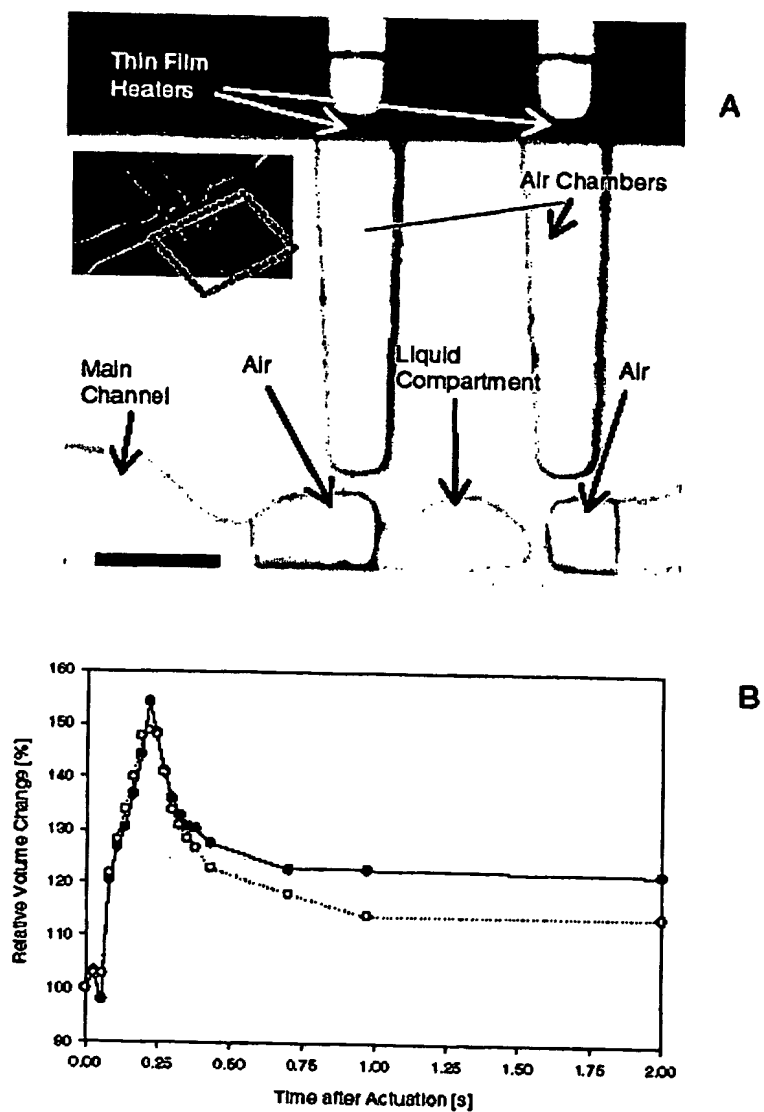 Thin Film
Heaters
A
Air Chambers
Main
Channel
Air
Liquid
Compartment
Air
B
Relative Volume Change [%]
160
150
140
130
120
110
100
90
0.00 0.25 0.50 0.75 1.00 1.25 1.50 1.75 2.00
Time after Actuation [s]